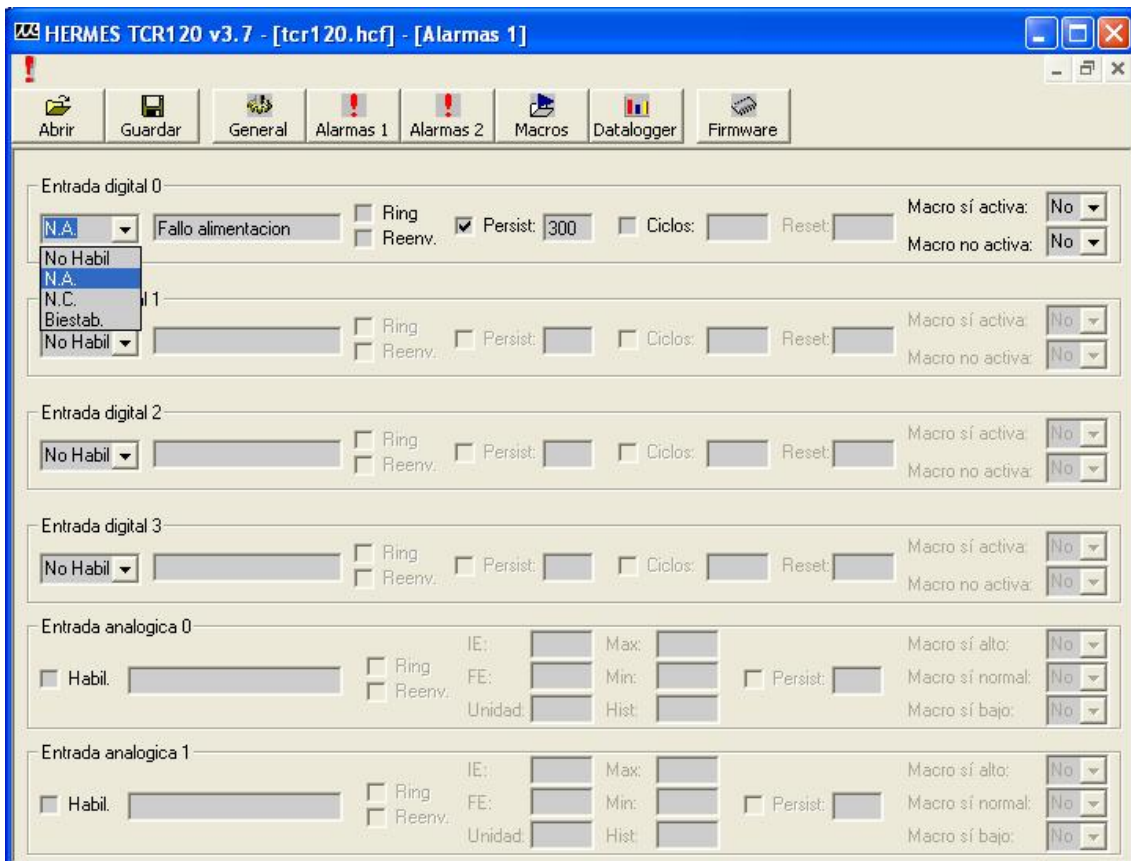 HERMES TCR120 v3.7 - [tcr120.hcf] - [Alarmas 1]
Abrir Guardar General Alarmas 1 Alarmas 2 Macros Datalogger Firmware
Entrada digital 0
N.A. Fallo alimentacion Ring Reenv. Persist: 300 Ciclos: Reset: Macro sí activa: No
Macro no activa: No
No Habil
N.A.
N.C.
Biestab.
l 1
No Habil Ring Reenv. Persist: Ciclos: Reset: Macro sí activa: No
Macro no activa: No
Entrada digital 2
No Habil Ring Reenv. Persist: Ciclos: Reset: Macro sí activa: No
Macro no activa: No
Entrada digital 3
No Habil Ring Reenv. Persist: Ciclos: Reset: Macro sí activa: No
Macro no activa: No
Entrada analogica 0
IE: Max: Macro sí alto: No
Habil. Ring Reenv. FE: Min: Persist: Macro sí normal: No
Unidad: Hist: Macro sí bajo: No
Entrada analogica 1
IE: Max: Macro sí alto: No
Habil. Ring Reenv. FE: Min: Persist: Macro sí normal: No
Unidad: Hist: Macro sí bajo: No